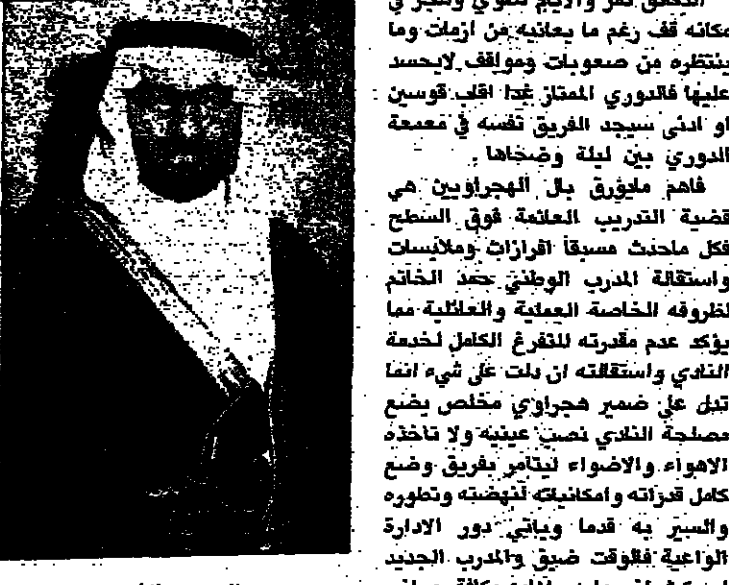 مكانه قف رغم ما يعانيه من ازمات وما
ينتظره من صعوبات ومواقف لايحسد
عليها فالدوري الممتاز غدا اقاب قوسين
او ادنى سيجد الفريق نفسه في معمعة
الدوري بين ليلة وضحاها .
فاهم مايؤرق بال الهجراويين هي
قضية التدريب العائمة فوق السطح
فكل ماحدث مسبقا افرازات وملابسات
واستقالة المدرب الوطني حمد الخاتم
لظروفه الخاصة العملية والعائلية مما
يؤكد عدم مقدرته للتفرغ الكامل لخدمة
النادي واستقالته ان دلت على شيء انما
تدل على ضمير هجراوي مخلص يضع
مصلحة النادي نصب عينيه ولا تاخذه
الاهواء والاضواء ليتامر بفريق وضع
كامل قدراته وامكانياته لنهضته وتطوره
والسير به قدما وياتي دور الادارة
الواعية فالوقت ضيق والمدرب الجديد